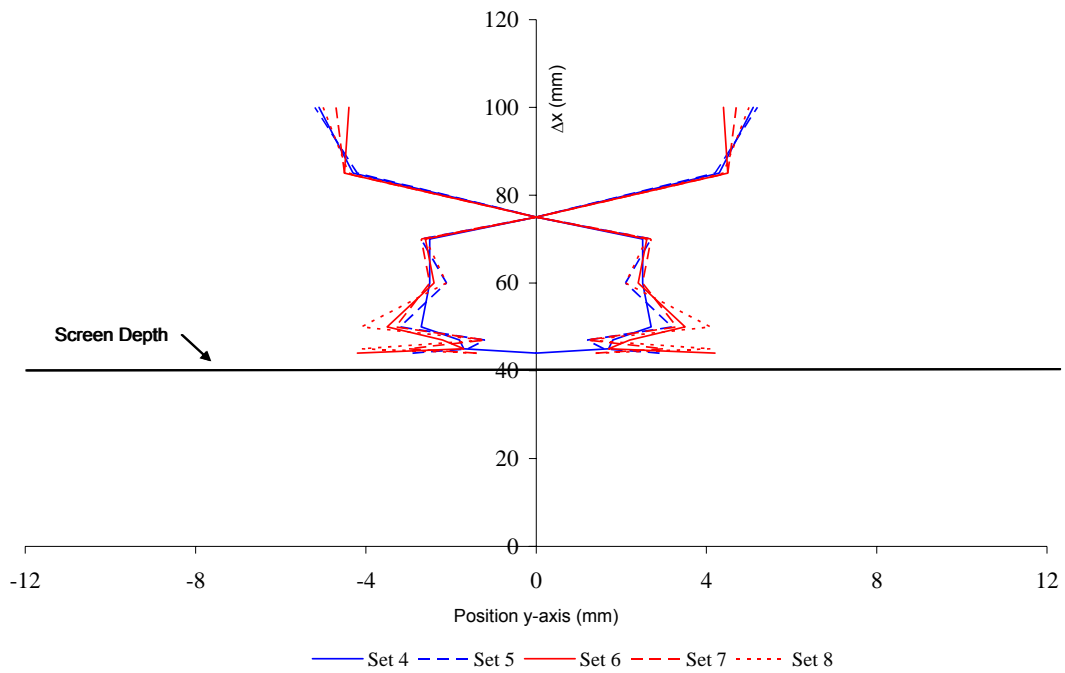 120
Δx (mm)
100
80
60
Screen Depth
40
20
0
-12 -8 -4 0 4 8 12
Position y-axis (mm)
Set 4 Set 5 Set 6 Set 7 Set 8